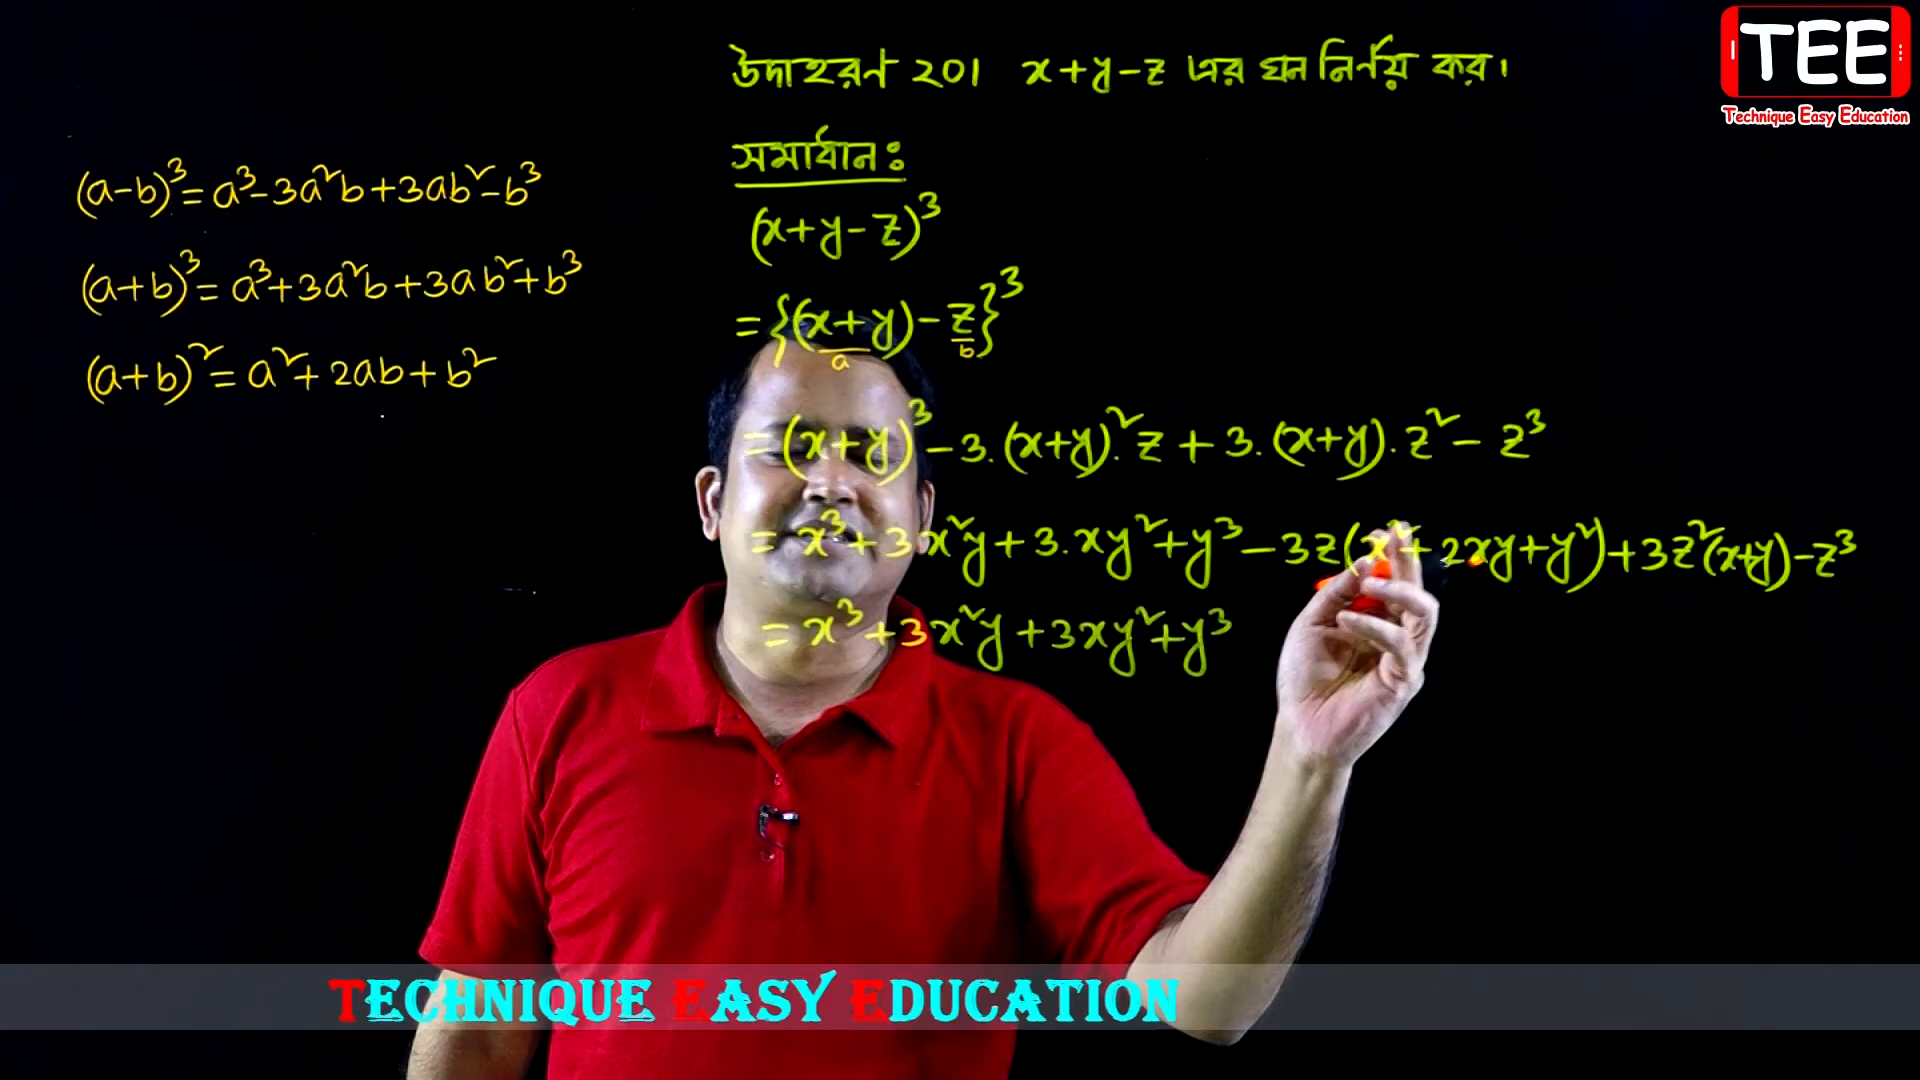 TEE
Technique Easy Education
উদাহরণ ২০। x+y-z এর ঘন নির্ণয় কর।
সমাধানঃ
(a-b)³ = a³-3a²b+3ab²-b³
(x+y-z)³
(a+b)³ = a³+3a²b+3ab²+b³
= {(x+y)-z}³
a b
(a+b)² = a²+2ab+b²
= (x+y)³-3.(x+y)².z+3.(x+y).z²-z³
= x³+3x²y+3.xy²+y³-3z(x²+2xy+y²)+3z²(x+y)-z³
= x³+3x²y+3xy²+y³
TECHNIQUE EASY EDUCATION